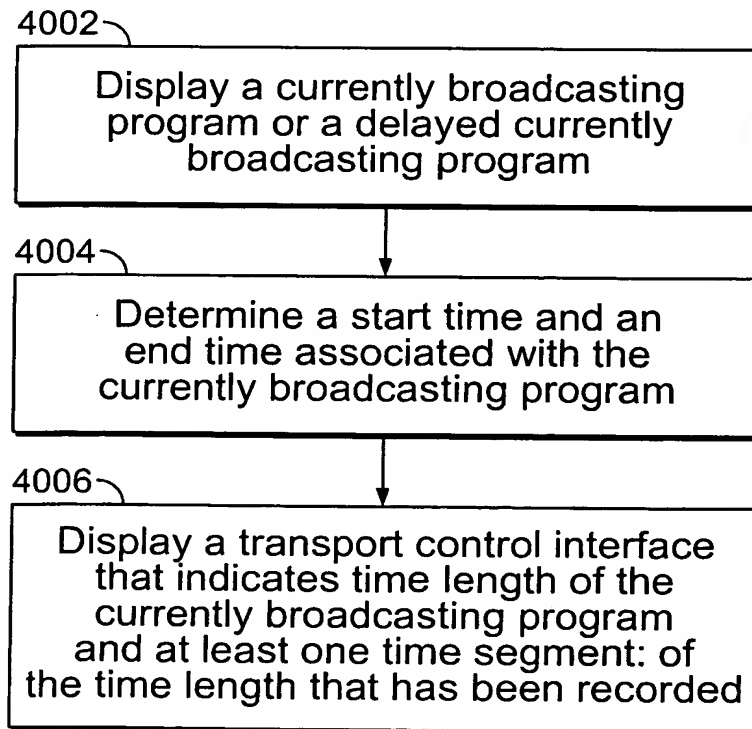 4002
Display a currently broadcasting
program or a delayed currently
broadcasting program
4004
Determine a start time and an
end time associated with the
currently broadcasting program
4006
Display a transport control interface
that indicates time length of the
currently broadcasting program
and at least one time segment: of
the time length that has been recorded